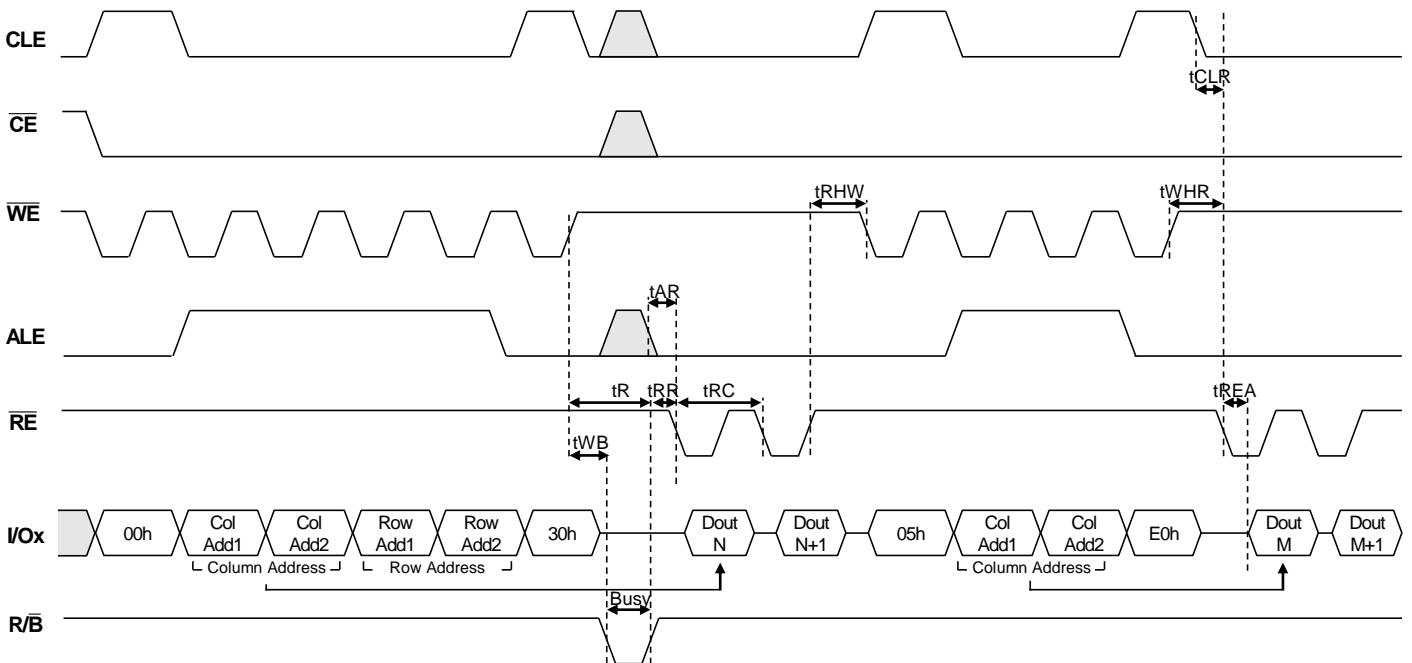 CLE
tCLR
CE
WE
tRHW
tWHR
tAR
ALE
tR
tRR
tRC
tREA
RE
tWB
I/Ox
00h
Col
Add1
Col
Add2
Row
Add1
Row
Add2
30h
Dout
N
Dout
N+1
05h
Col
Add1
Col
Add2
E0h
Dout
M
Dout
M+1
Column Address
Row Address
Column Address
Busy
R/B